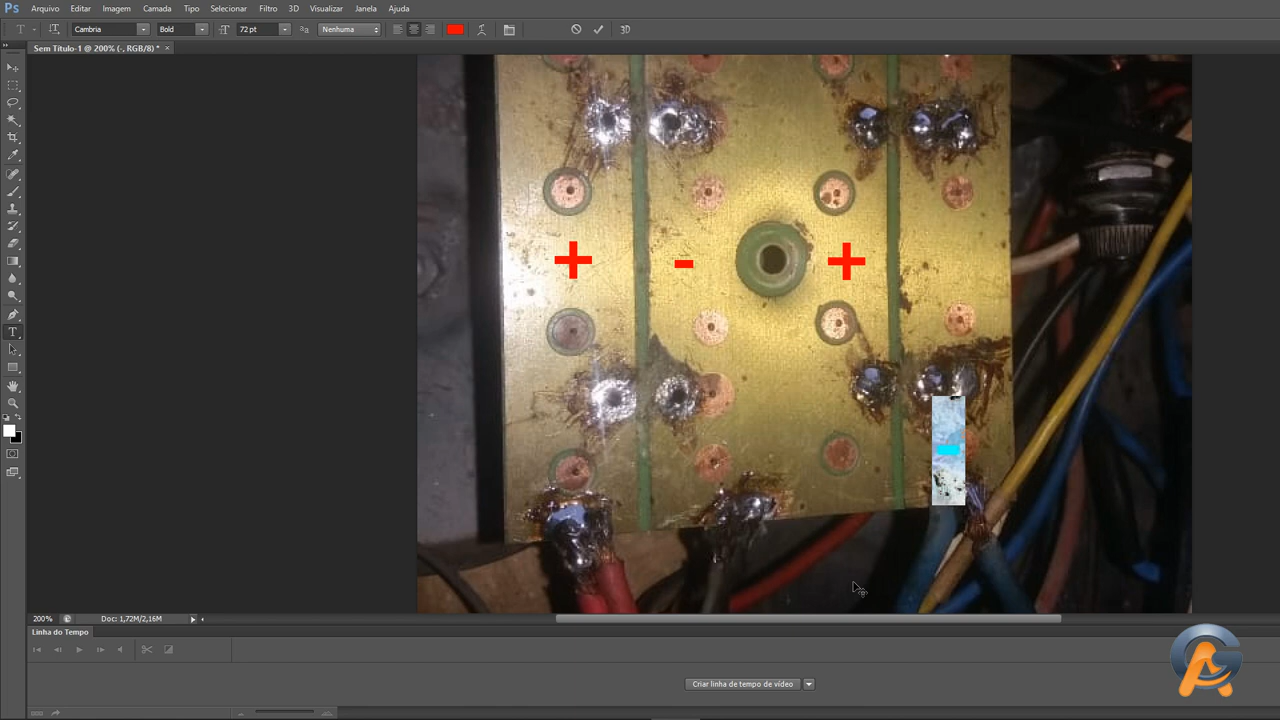 Ps Arquivo Editar Imagem Camada Tipo Selecionar Filtro 3D Visualizar Janela Ajuda
T Cambria Bold 72 pt aa Nenhuma 3D
Sem Título-1 @ 200% (-, RGB/8) * ×
+ - +
-
T
200% Doc: 1,72M/2,16M
Linha do Tempo
Criar linha de tempo de vídeo